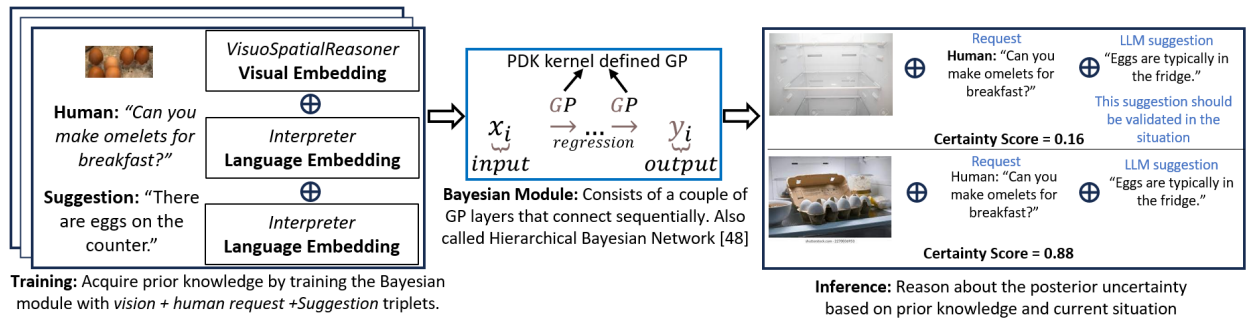 VisuoSpatialReasoner
Visual Embedding
Human: “Can you
make omelets for
breakfast?”
Suggestion: “There
are eggs on the
counter.”
⊕
Interpreter
Language Embedding
⊕
Interpreter
Language Embedding
Training: Acquire prior knowledge by training the Bayesian
module with vision + human request +Suggestion triplets.
PDK kernel defined GP
GP GP
xi → ... → yi
regression
input output
Bayesian Module: Consists of a couple of
GP layers that connect sequentially. Also
called Hierarchical Bayesian Network [48]
Request
⊕ Human: “Can you
make omelets for
breakfast?”
LLM suggestion
⊕ “Eggs are typically in
the fridge.”
This suggestion should
be validated in the
situation
Certainty Score = 0.16
Request
⊕ Human: “Can you
make omelets for
breakfast?”
LLM suggestion
⊕ “Eggs are typically in
the fridge.”
Certainty Score = 0.88
Inference: Reason about the posterior uncertainty
based on prior knowledge and current situation